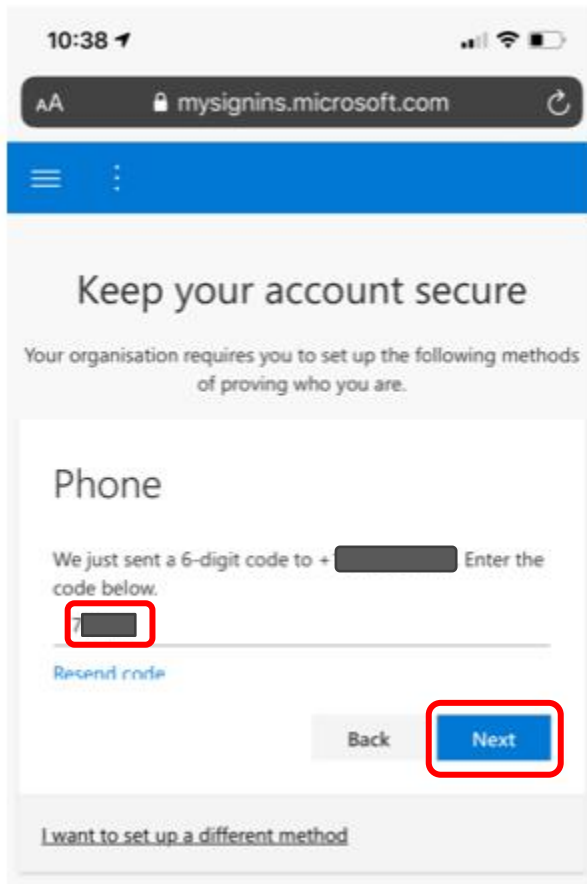 10:38
AA mysignins.microsoft.com
Keep your account secure
Your organisation requires you to set up the following methods
of proving who you are.
Phone
We just sent a 6-digit code to + Enter the
code below.
7
Resend code
Back Next
I want to set up a different method